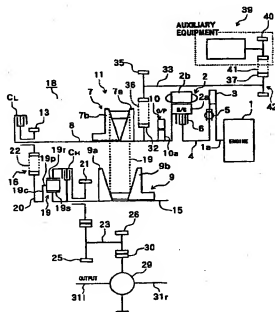 39
AUXILIARY
EQUIPMENT
40
41
37
42
35
33
11
36
18
7
7a
10
2b
2
3
CL
13
7b
O/P
2a
5
1
8
6
ENGINE
22
19r
CH
9a
19
32
10a
4
1a
16
19p
21
9b
19c
20
19
19s
9
15
23
26
30
25
29
OUTPUT
31l
31r